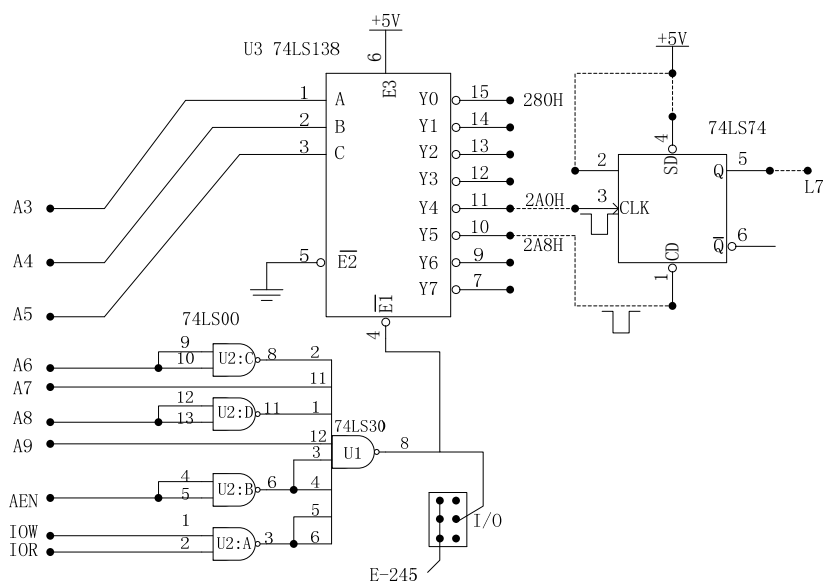 +5V
U3 74LS138
6
E3
+5V
1 A Y0 15 280H
2 B Y1 14
3 C Y2 13
Y3 12
Y4 11 2A0H
Y5 10 2A8H
Y6 9
Y7 7
5 E2
E1
4
74LS74
4
SD
2
3 CLK
Q 5
L7
Q 6
CD
1
A3
A4
A5
74LS00
A6 9 10 U2:C 8 2
A7 11
A8 12 13 U2:D 11 1
74LS30
A9 12
3
U1 8
AEN 4 5 U2:B 6 4
5
IOW 1
IOR 2 U2:A 3 6
I/O
E-245